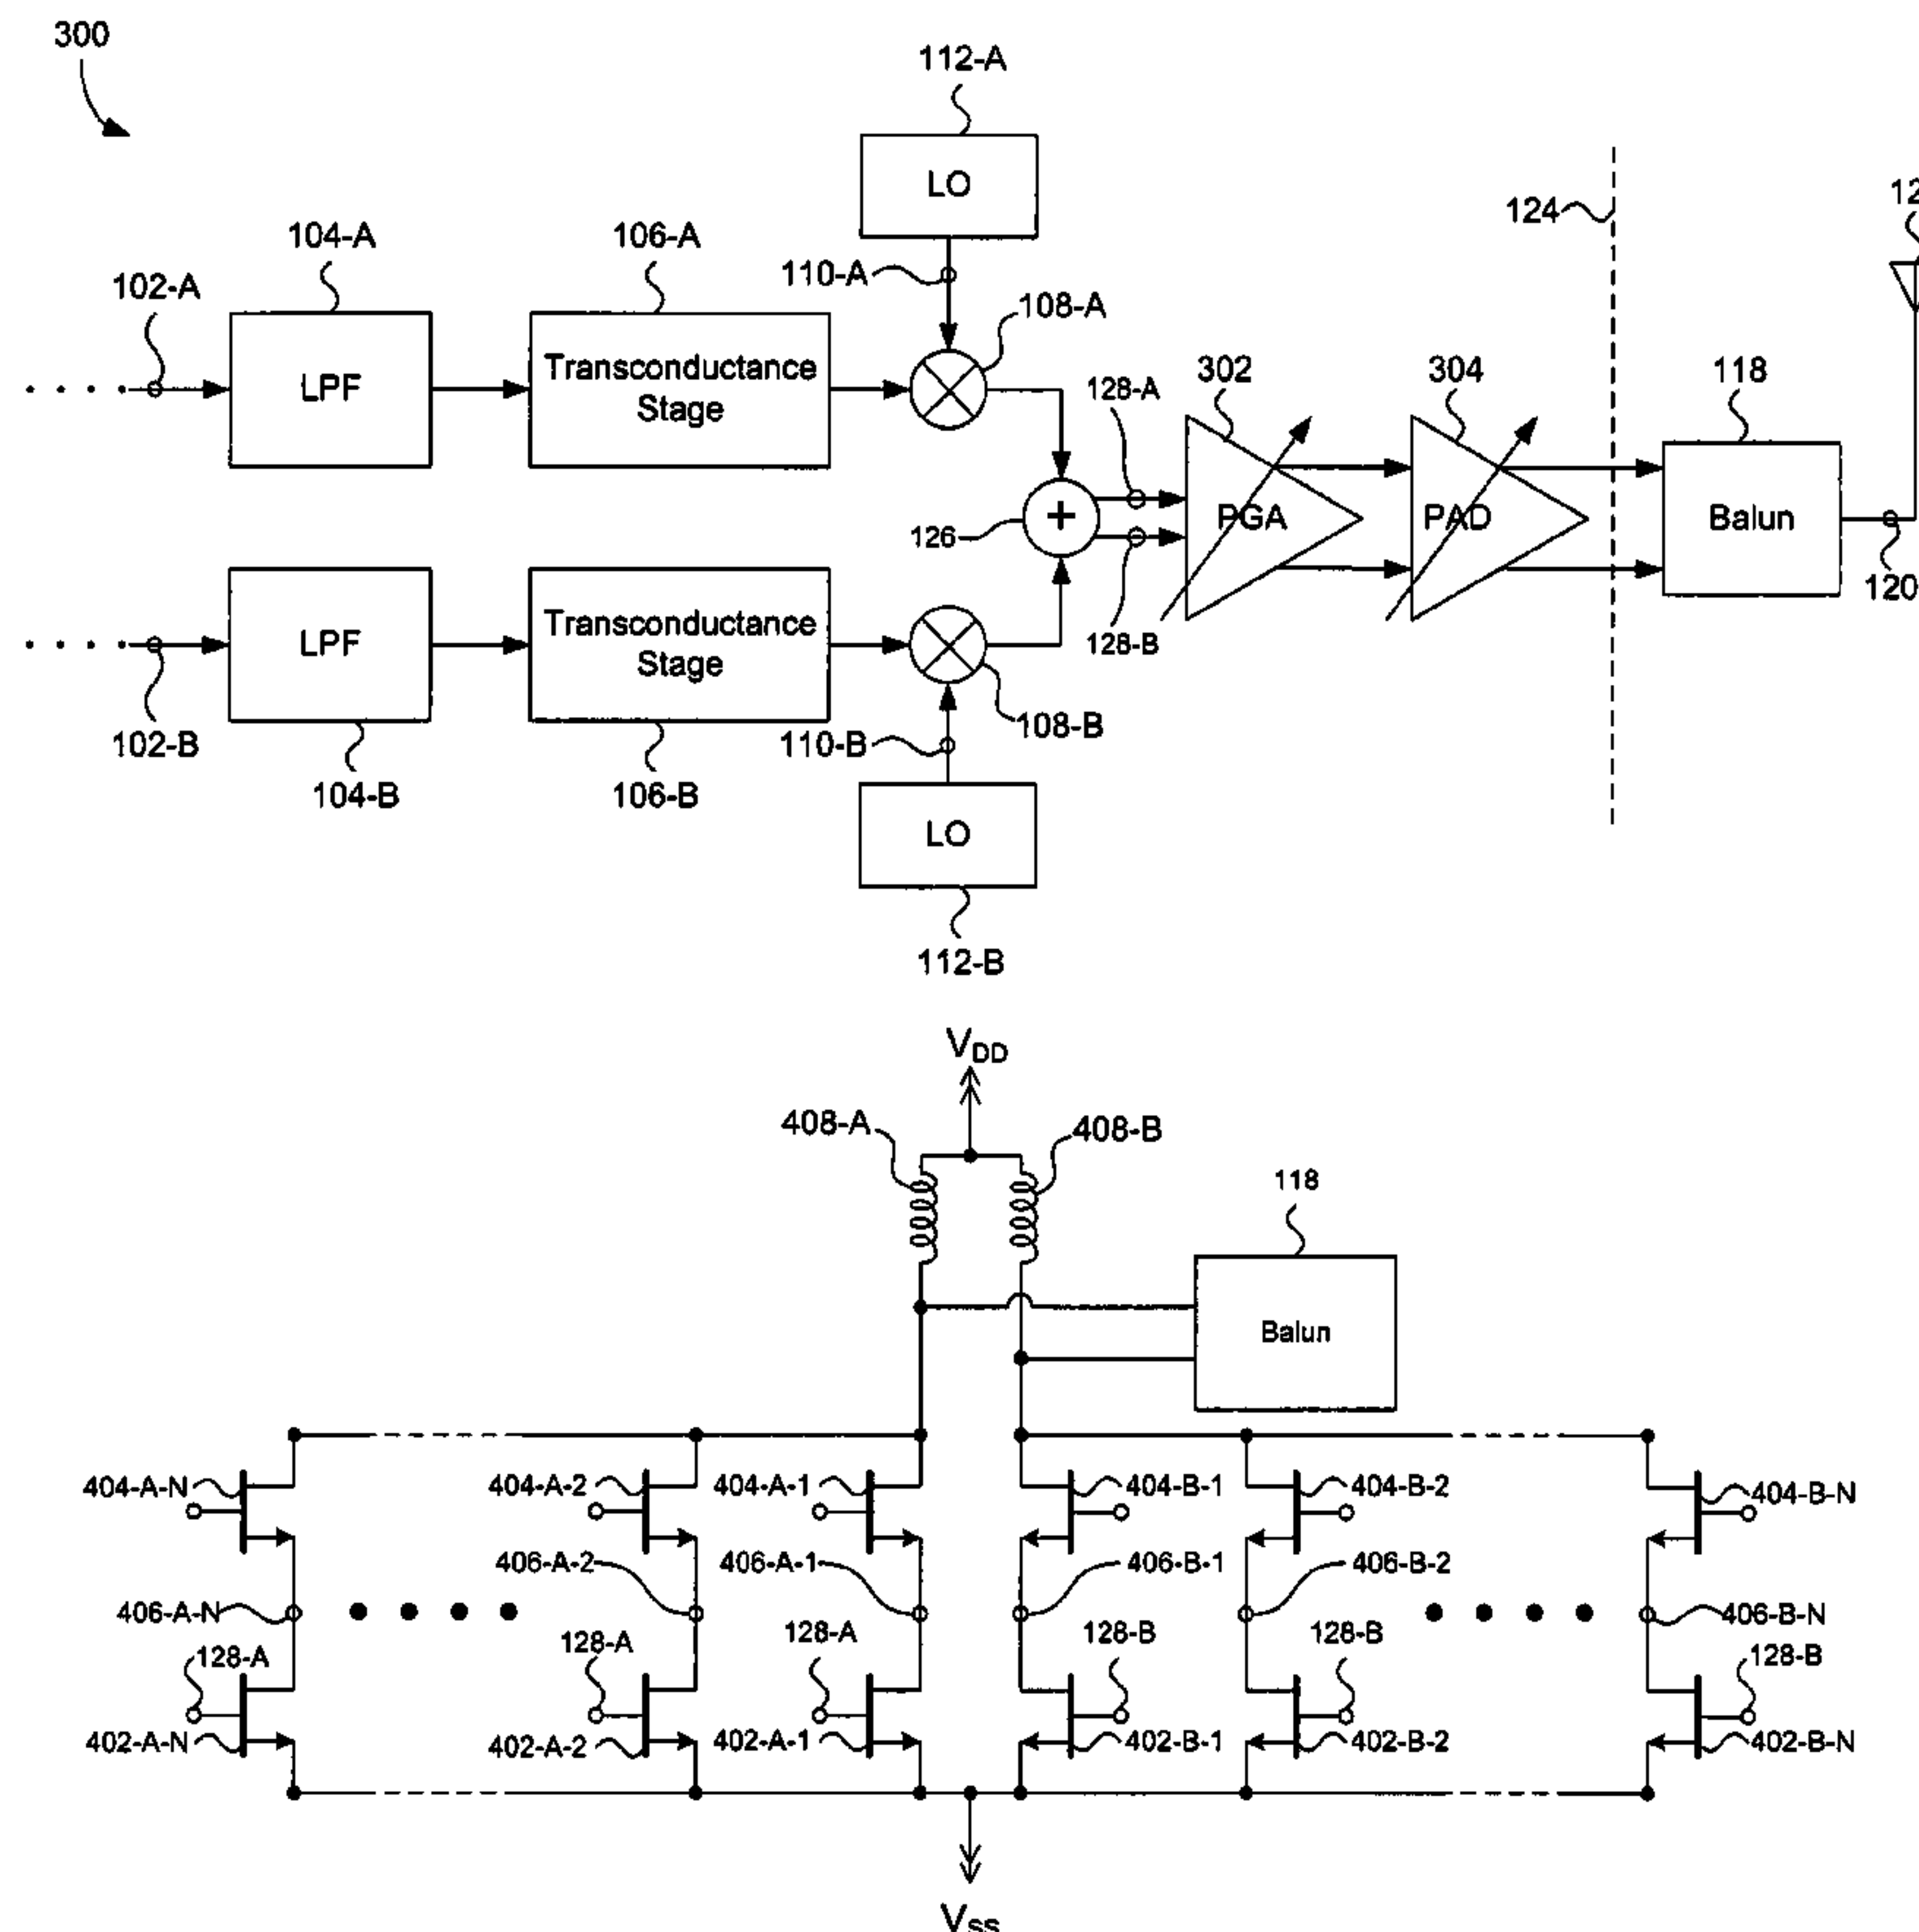 300
112-A
LO
124
104-A
106-A
110-A
102-A
108-A
LPF
Transconductance
Stage
128-A
302
304
118
PGA
PAD
Balun
126
+
120
LPF
Transconductance
Stage
128-B
102-B
110-B
108-B
104-B
106-B
LO
112-B
VDD
408-A
408-B
118
Balun
404-A-N
404-A-2
404-A-1
404-B-1
404-B-2
404-B-N
406-A-2
406-A-1
406-B-1
406-B-2
406-A-N
406-B-N
128-A
128-A
128-A
128-B
128-B
128-B
402-A-N
402-A-2
402-A-1
402-B-1
402-B-2
402-B-N
VSS